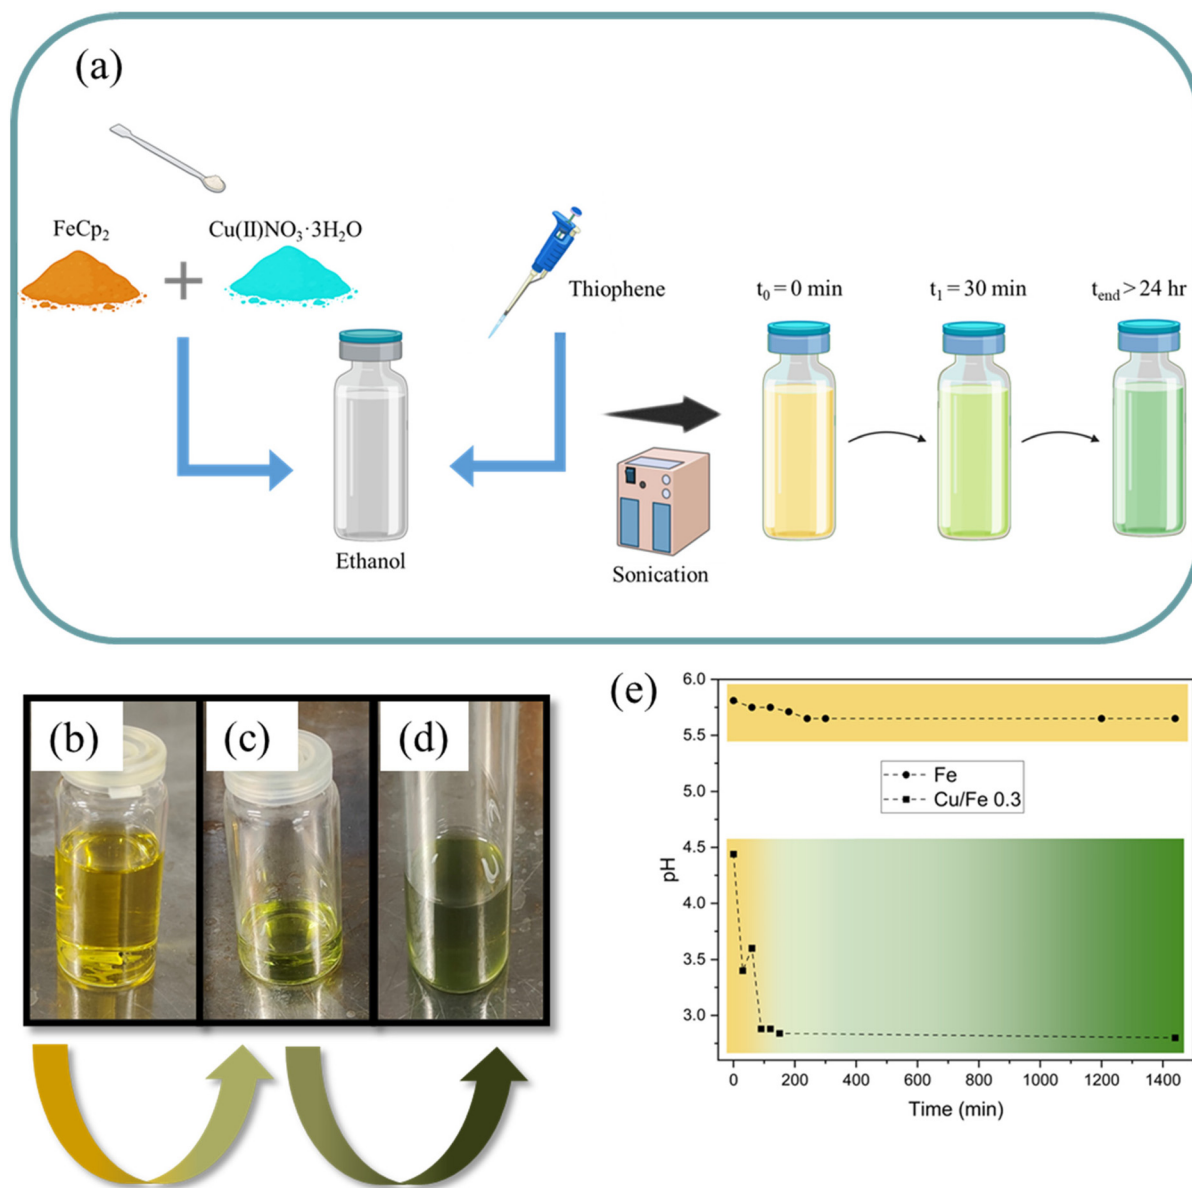 (a)
FeCp₂
Cu(II)NO₃·3H₂O
Thiophene
t₀ = 0 min
t₁ = 30 min
tₑₙd > 24 hr
Ethanol
Sonication
(b)
(c)
(d)
(e)
6.0
5.5
5.0
4.5
4.0
3.5
3.0
pH
Fe
Cu/Fe 0.3
0
200
400
600
800
1000
1200
1400
Time (min)